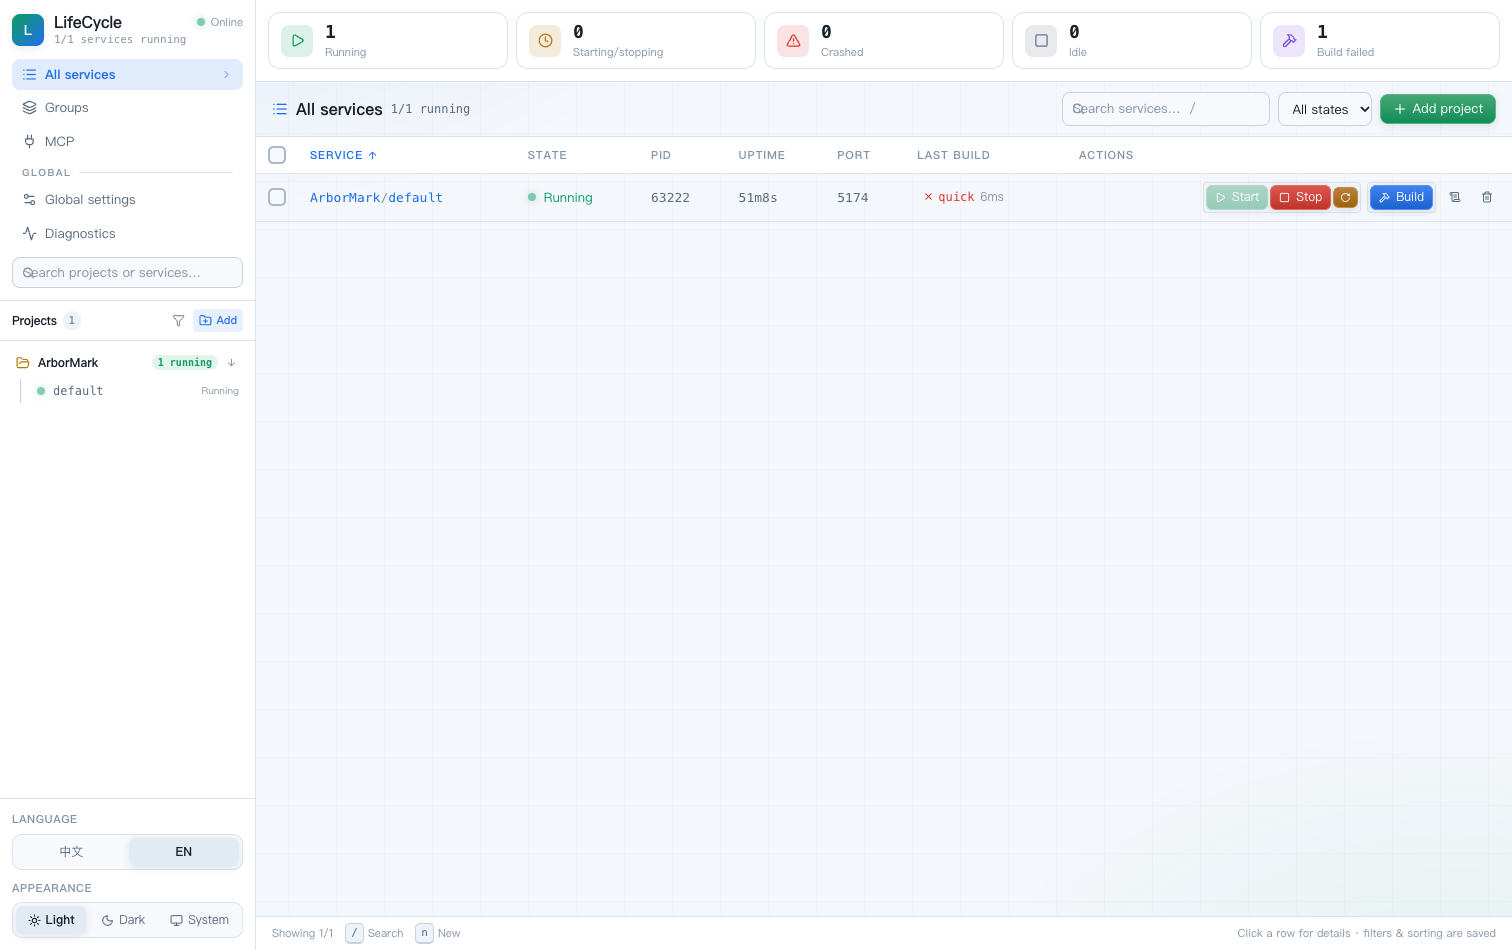 L
LifeCycle
Online
1/1 services running
All services
Groups
MCP
GLOBAL
Global settings
Diagnostics
Search projects or services...
Projects 1
Add
ArborMark 1 running
default Running
LANGUAGE
中文 EN
APPEARANCE
Light Dark System
1
Running
0
Starting/stopping
0
Crashed
0
Idle
1
Build failed
All services 1/1 running
Search services... /
All states
Add project
SERVICE STATE PID UPTIME PORT LAST BUILD ACTIONS
ArborMark/default Running 63222 51m8s 5174 quick 6ms Start Stop Build
Showing 1/1 / Search n New
Click a row for details · filters & sorting are saved